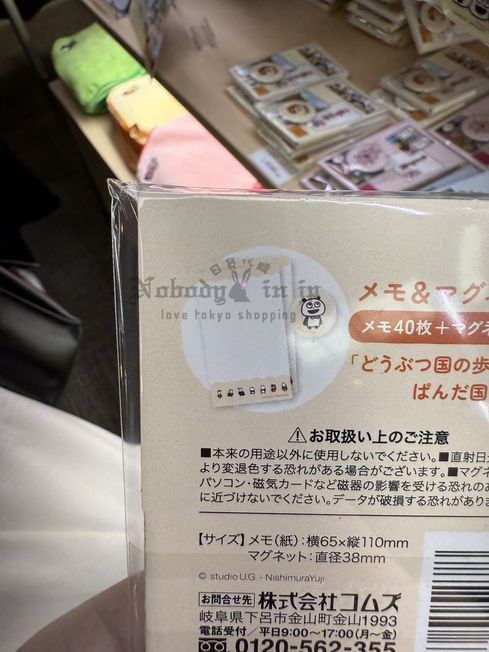 日貨代購
Nobody in jy
love tokyo shopping
メモ&マグ
メモ40枚+マグネ
「どうぶつ国の歩
ぱんだ国
⚠お取扱い上のご注意
■本来の用途以外に使用しないでください。■直射日光
より変退色する恐れがある場合がございます。■マグネ
パソコン・磁気カードなど磁器の影響を受ける恐れのあ
に近づけないでください。データが破損する恐れがありま
【サイズ】メモ(紙):横65×縦110mm
マグネット:直径38mm
© studio U.G. - NishimuraYuji
お問合せ先 株式会社コムズ
岐阜県下呂市金山町金山1993
電話受付/平日9:00〜17:00(月〜金)
0120-562-355